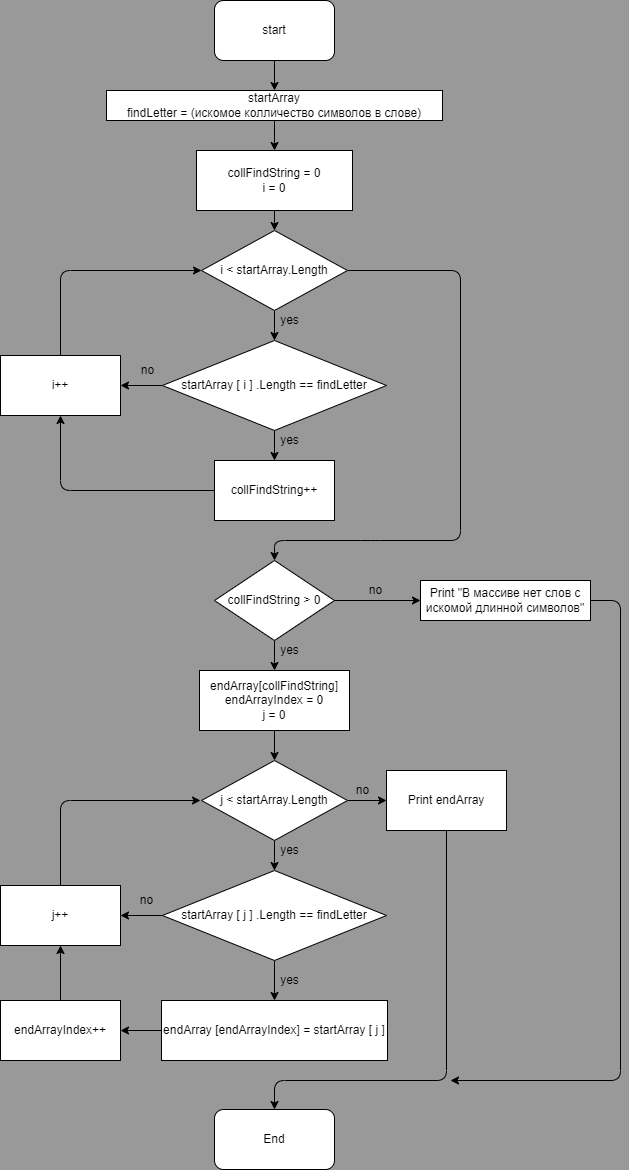 start
startArray
findLetter = (искомое колличество символов в слове)
collFindString = 0
i = 0
i < startArray.Length
yes
startArray [ i ] .Length == findLetter
no
i++
yes
collFindString++
collFindString > 0
no
Print "В массиве нет слов с
искомой длинной символов"
yes
endArray[collFindString]
endArrayIndex = 0
j = 0
j < startArray.Length
no
Print endArray
yes
startArray [ j ] .Length == findLetter
no
j++
yes
endArray [endArrayIndex] = startArray [ j ]
endArrayIndex++
End